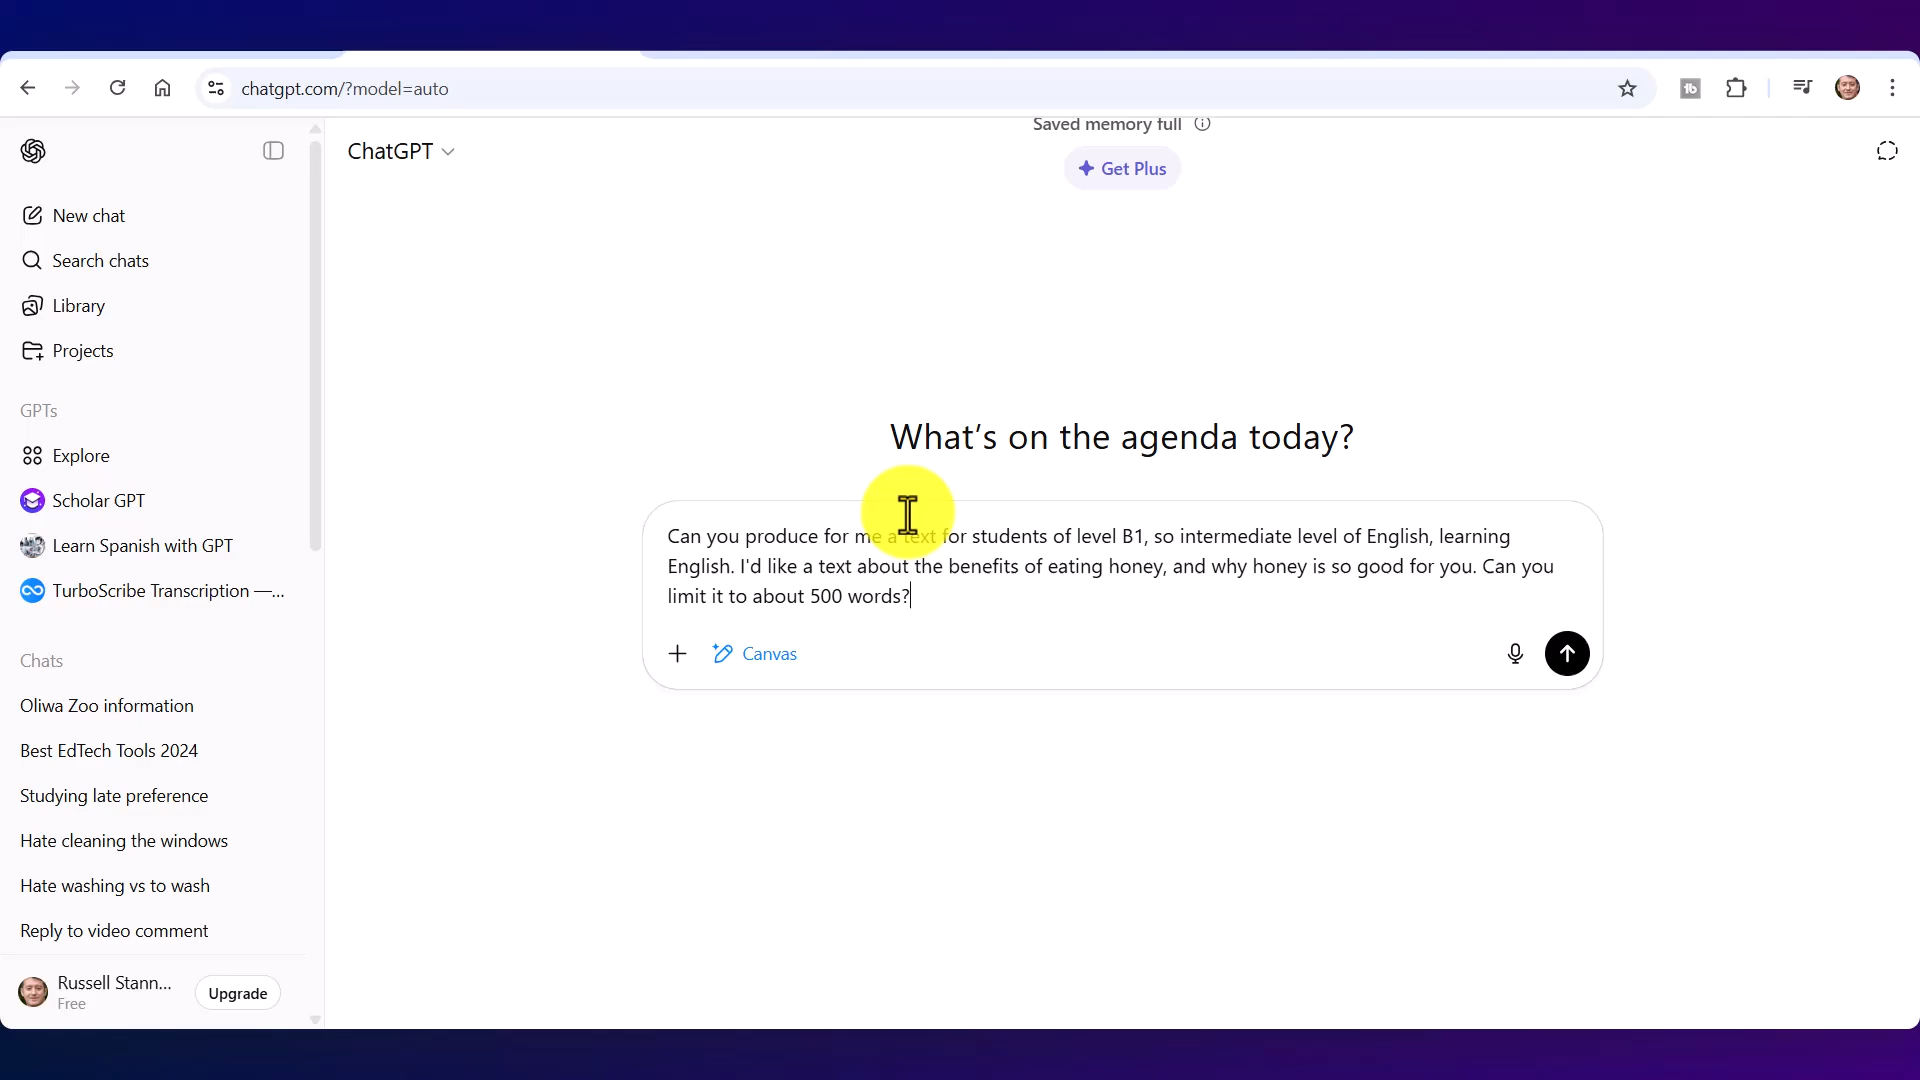 chatgpt.com/?model=auto
Saved memory full
ChatGPT
Get Plus
New chat
Search chats
Library
Projects
GPTs
Explore
Scholar GPT
Learn Spanish with GPT
TurboScribe Transcription —...
Chats
Oliwa Zoo information
Best EdTech Tools 2024
Studying late preference
Hate cleaning the windows
Hate washing vs to wash
Reply to video comment
Russell Stann...
Free
Upgrade
What's on the agenda today?
Can you produce for me a text for students of level B1, so intermediate level of English, learning
English. I'd like a text about the benefits of eating honey, and why honey is so good for you. Can you
limit it to about 500 words?
Canvas